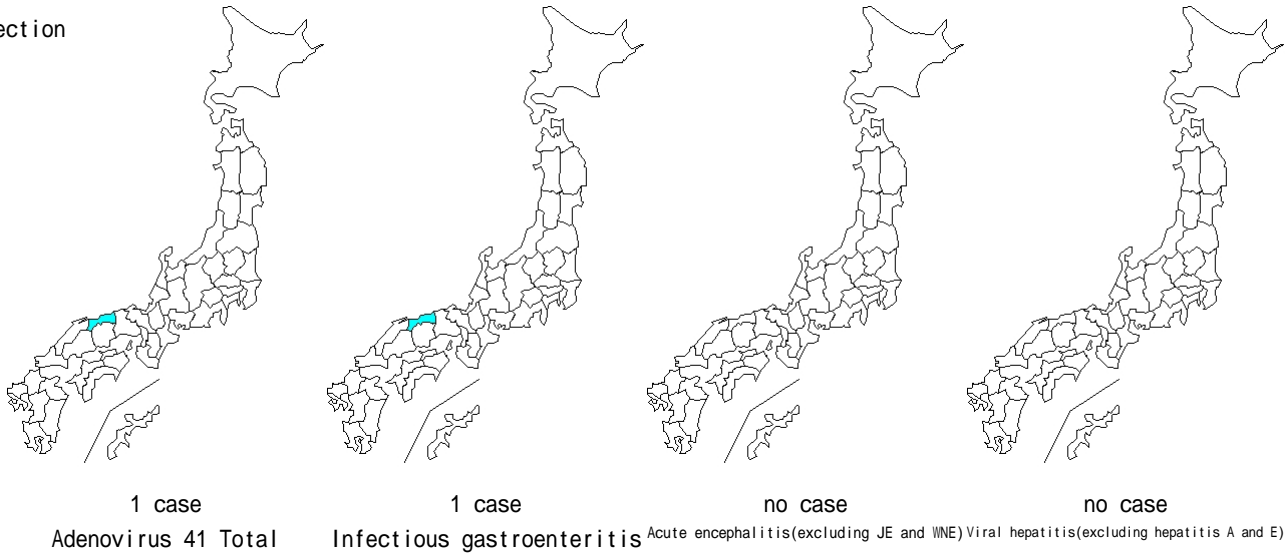 ection
1 case
1 case
no case
no case
Adenovirus 41 Total
Infectious gastroenteritis
Acute encephalitis(excluding JE and WNE)
Viral hepatitis(excluding hepatitis A and E)